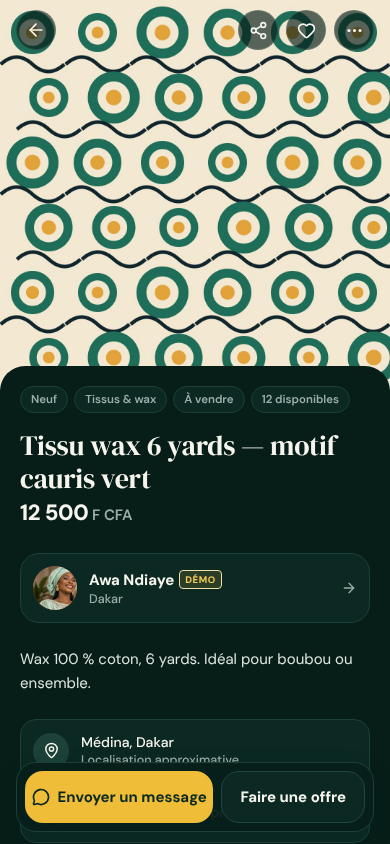 Neuf
Tissus & wax
À vendre
12 disponibles
Tissu wax 6 yards — motif
cauris vert
12 500 F CFA
Awa Ndiaye DÉMO
Dakar
Wax 100 % coton, 6 yards. Idéal pour boubou ou
ensemble.
Médina, Dakar
Localisation approximative
Envoyer un message
Faire une offre